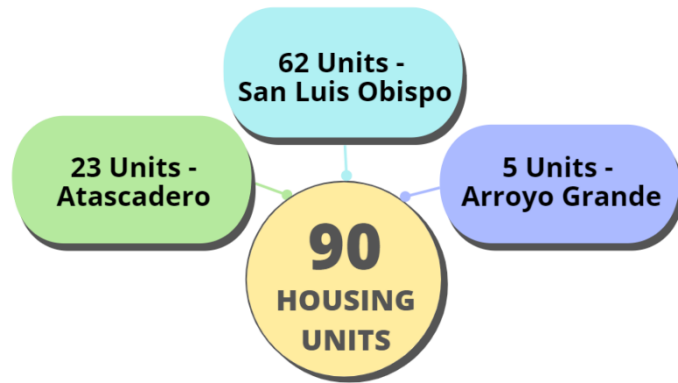 62 Units -
San Luis Obispo
23 Units -
Atascadero
5 Units -
Arroyo Grande
90
HOUSING
UNITS